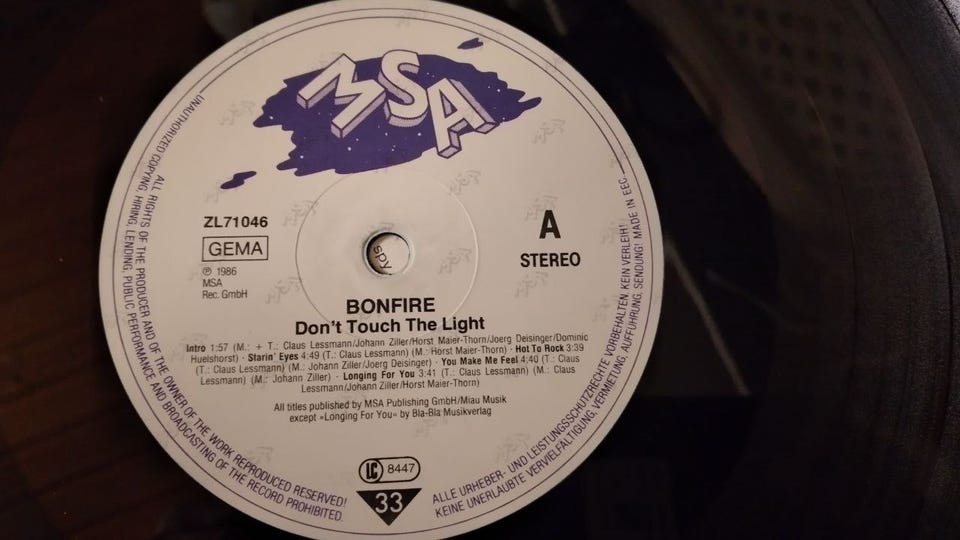 MSA
ZL71046
GEMA
℗ 1986
MSA
Rec. GmbH
A
STEREO
spy
BONFIRE
Don't Touch The Light
Intro 1:57 (M.: + T.: Claus Lessmann/Johann Ziller/Horst Maier-Thorn/Joerg Deisinger/Dominic
Huelshorst) · Starin' Eyes 4:49 (T.: Claus Lessmann) (M.: Horst Maier-Thorn) · Hot To Rock 3:39
(T.: Claus Lessmann) (M.: Johann Ziller/Joerg Deisinger) · You Make Me Feel 4:40 (T.: Claus
Lessmann) (M.: Johann Ziller) · Longing For You 3:41 (T.: Claus Lessmann) (M.: Claus
Lessmann/Johann Ziller/Horst Maier-Thorn)
All titles published by MSA Publishing GmbH/Miau Musik
except »Longing For You« by Bla-Bla Musikverlag
LC 8447
33
UNAUTHORIZED COPYING, HIRING, LENDING, PUBLIC PERFORMANCE AND BROADCASTING OF THE RECORD PROHIBITED.
ALL RIGHTS OF THE PRODUCER AND OF THE OWNER OF THE WORK REPRODUCED RESERVED!
ALLE URHEBER- UND LEISTUNGSSCHUTZRECHTE VORBEHALTEN. KEIN VERLEIH!
KEINE UNERLAUBTE VERVIELFÄLTIGUNG, VERMIETUNG, AUFFÜHRUNG, SENDUNG! MADE IN EEC